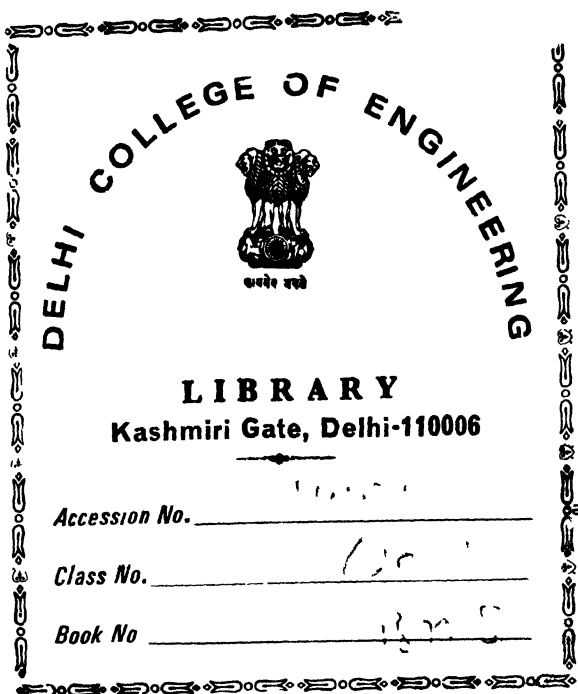 DELHI COLLEGE OF ENGINEERING
LIBRARY
Kashmiri Gate, Delhi-110006
Accession No.
Class No.
Book No